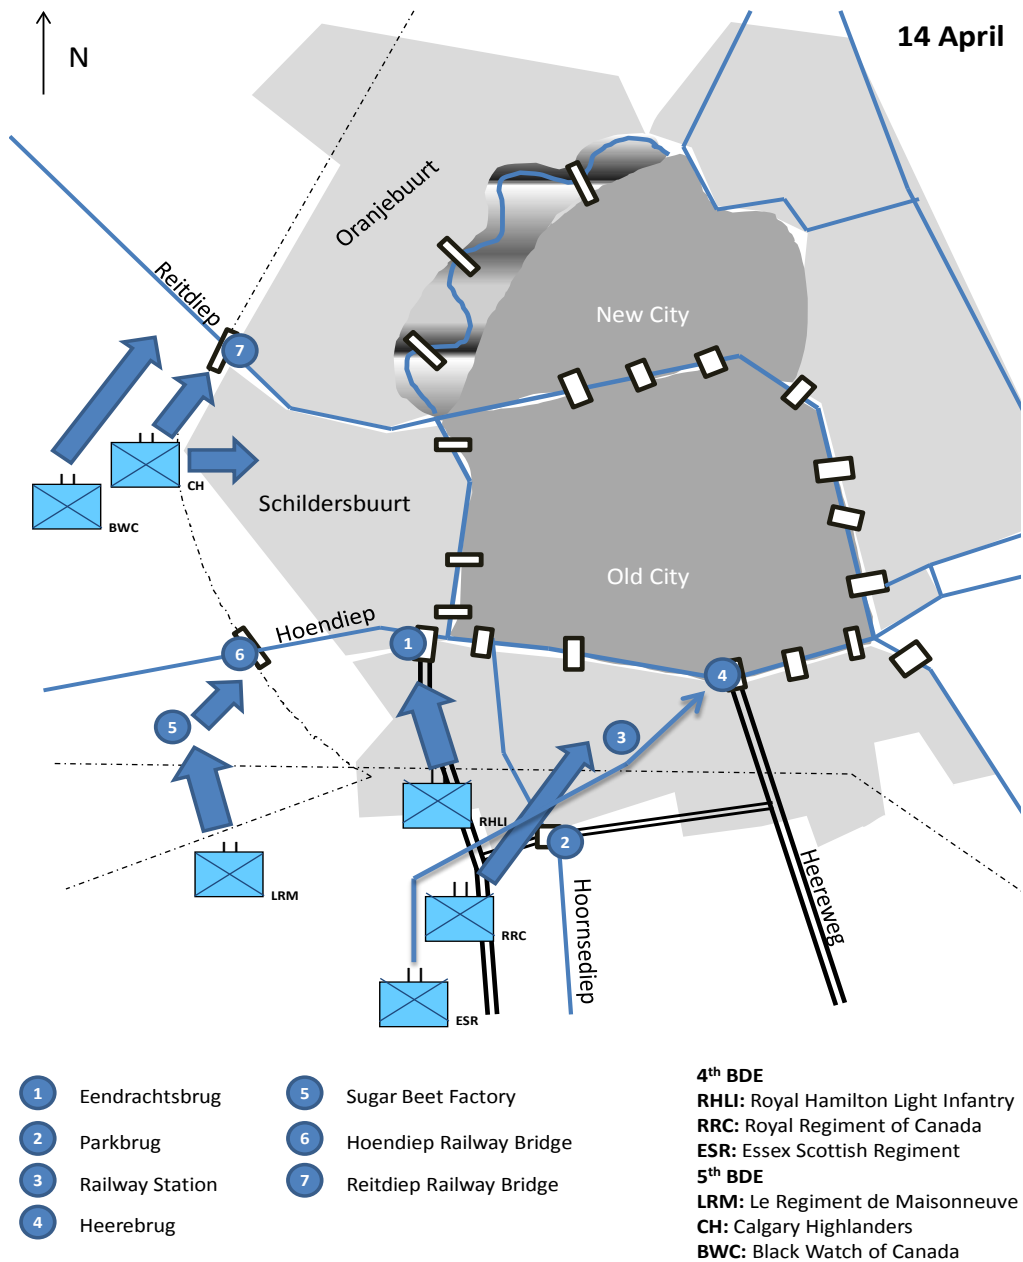 14 April
N
Oranjebuurt
Reitdiep
New City
7
CH
BWC
Schildersbuurt
Old City
Hoendiep
1
6
4
5
3
RHLI
2
LRM
RRC
Hoornsediep
Heereweg
ESR
1 Eendrachtsbrug
2 Parkbrug
3 Railway Station
4 Heerebrug
5 Sugar Beet Factory
6 Hoendiep Railway Bridge
7 Reitdiep Railway Bridge
4th BDE
RHLI: Royal Hamilton Light Infantry
RRC: Royal Regiment of Canada
ESR: Essex Scottish Regiment
5th BDE
LRM: Le Regiment de Maisonneuve
CH: Calgary Highlanders
BWC: Black Watch of Canada